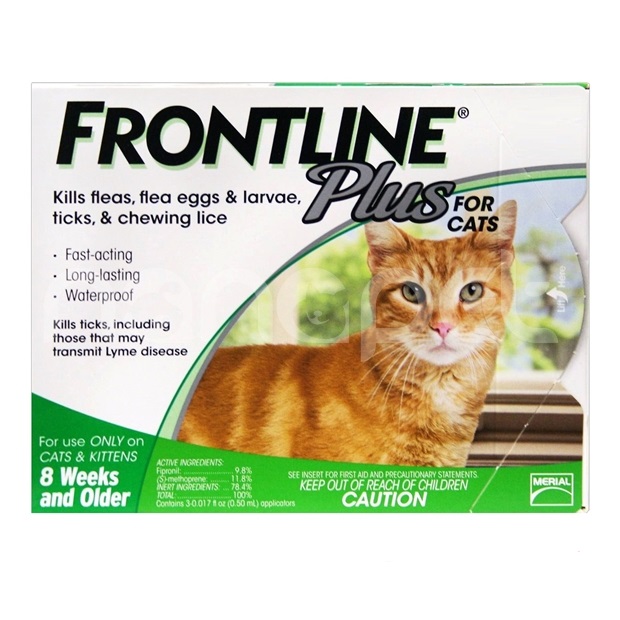 FRONTLINE®
Plus FOR
CATS
Kills fleas, flea eggs & larvae,
ticks, & chewing lice
· Fast-acting
· Long-lasting
· Waterproof
Kills ticks, including
those that may
transmit Lyme disease
For use ONLY on
CATS & KITTENS
8 Weeks
and Older
ACTIVE INGREDIENTS:
Fipronil: ........................ 9.8%
(S)-methoprene: ........... 11.8%
INERT INGREDIENTS: ... 78.4%
TOTAL: ........................ 100%
Contains 3-0.017 fl oz (0.50 mL) applicators
SEE INSERT FOR FIRST AID AND PRECAUTIONARY STATEMENTS.
KEEP OUT OF REACH OF CHILDREN
CAUTION
MERIAL